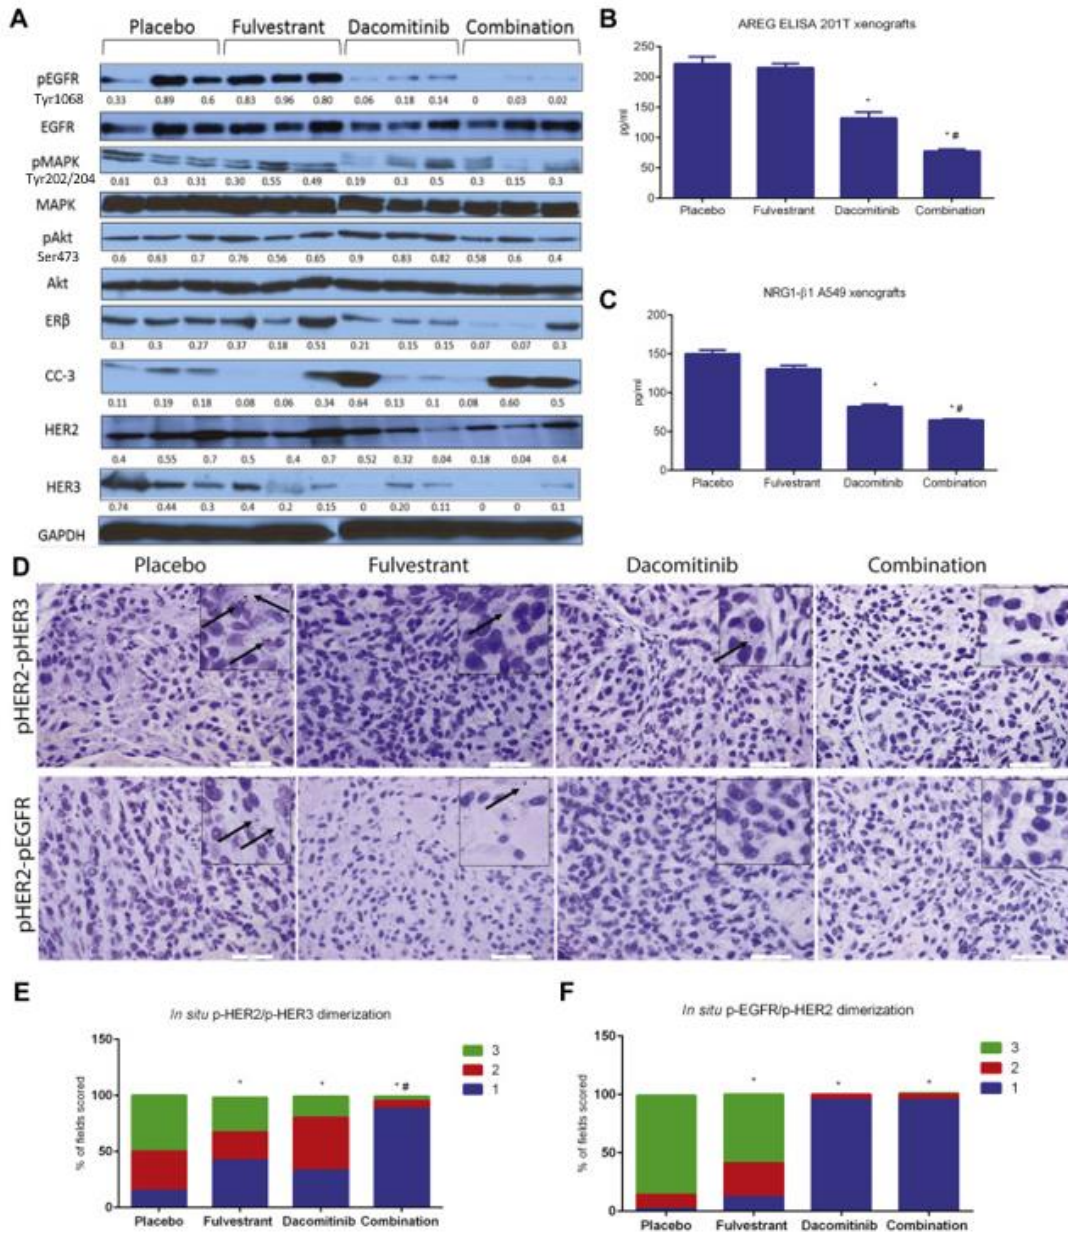 A
Placebo Fulvestrant Dacomitinib Combination
pEGFR
Tyr1068 0.33 0.89 0.6 0.83 0.96 0.80 0.06 0.18 0.14 0 0.03 0.02
EGFR
pMAPK
Tyr202/204 0.61 0.3 0.31 0.30 0.55 0.49 0.19 0.3 0.5 0.3 0.15 0.3
MAPK
pAkt
Ser473 0.6 0.63 0.7 0.76 0.56 0.65 0.9 0.83 0.82 0.58 0.6 0.4
Akt
ERβ
0.3 0.3 0.27 0.37 0.18 0.51 0.21 0.15 0.15 0.07 0.07 0.3
CC-3
0.11 0.19 0.18 0.08 0.06 0.34 0.64 0.13 0.1 0.08 0.60 0.5
HER2
0.4 0.55 0.7 0.5 0.4 0.7 0.52 0.32 0.04 0.18 0.04 0.4
HER3
0.74 0.44 0.3 0.4 0.2 0.15 0 0.20 0.11 0 0 0.1
GAPDH
B
AREG ELISA 201T xenografts
250
200
150
100
50
0
pg/ml
*
* #
Placebo Fulvestrant Dacomitinib Combination
C
NRG1-β1 A549 xenografts
200
150
100
50
0
pg/ml
*
* #
Placebo Fulvestrant Dacomitinib Combination
D
Placebo Fulvestrant Dacomitinib Combination
pHER2-pHER3
pHER2-pEGFR
E
In situ p-HER2/p-HER3 dimerization
150
100
50
0
% of fields scored
* * * #
3
2
1
Placebo Fulvestrant Dacomitinib Combination
F
In situ p-EGFR/p-HER2 dimerization
150
100
50
0
% of fields scored
* * *
3
2
1
Placebo Fulvestrant Dacomitinib Combination